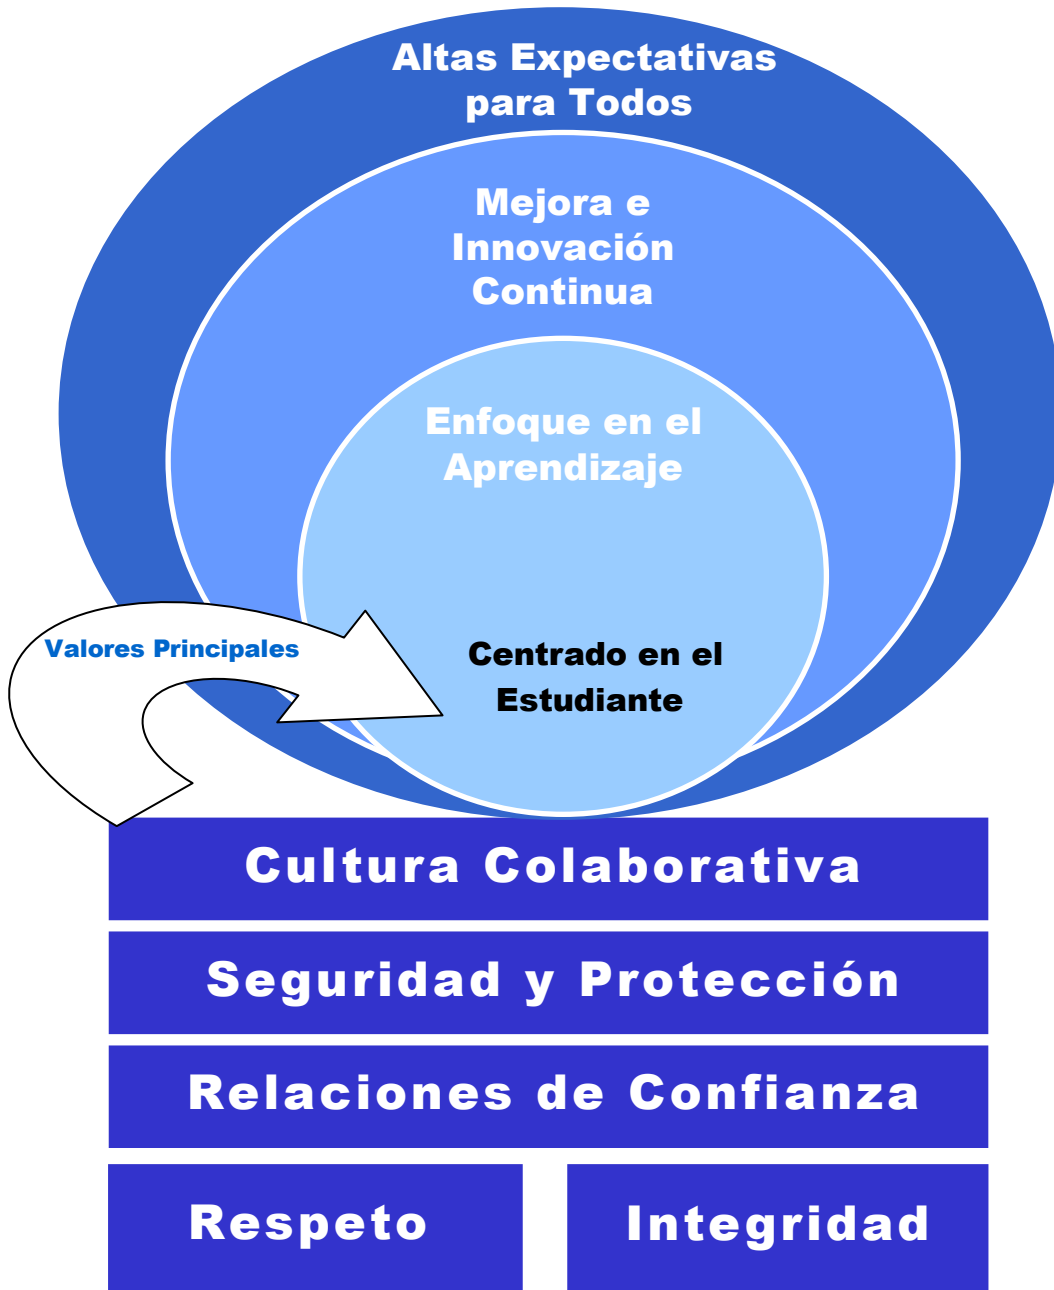 Altas Expectativas
para Todos
Mejora e
Innovación
Continua
Enfoque en el
Aprendizaje
Valores Principales
Centrado en el
Estudiante
Cultura Colaborativa
Seguridad y Protección
Relaciones de Confianza
Respeto
Integridad